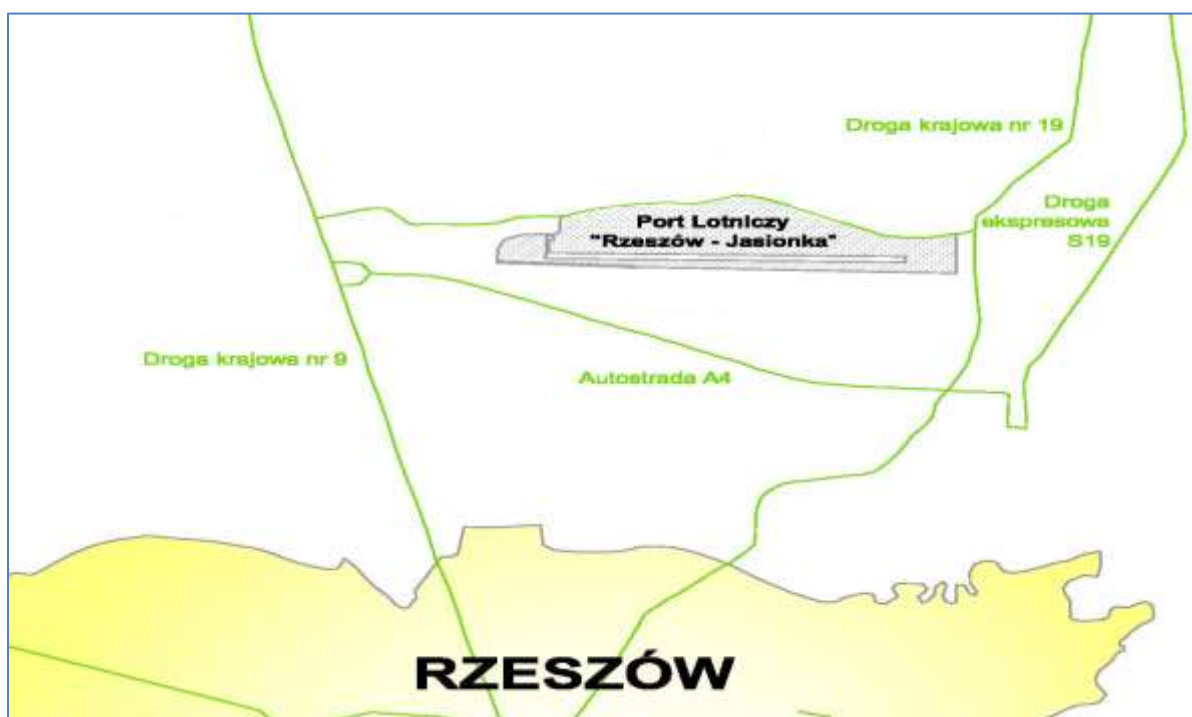 Droga krajowa nr 19
Port Lotniczy
"Rzeszów - Jasionka"
Droga
ekspresowa
S19
Droga krajowa nr 9
Autostrada A4
RZESZÓW